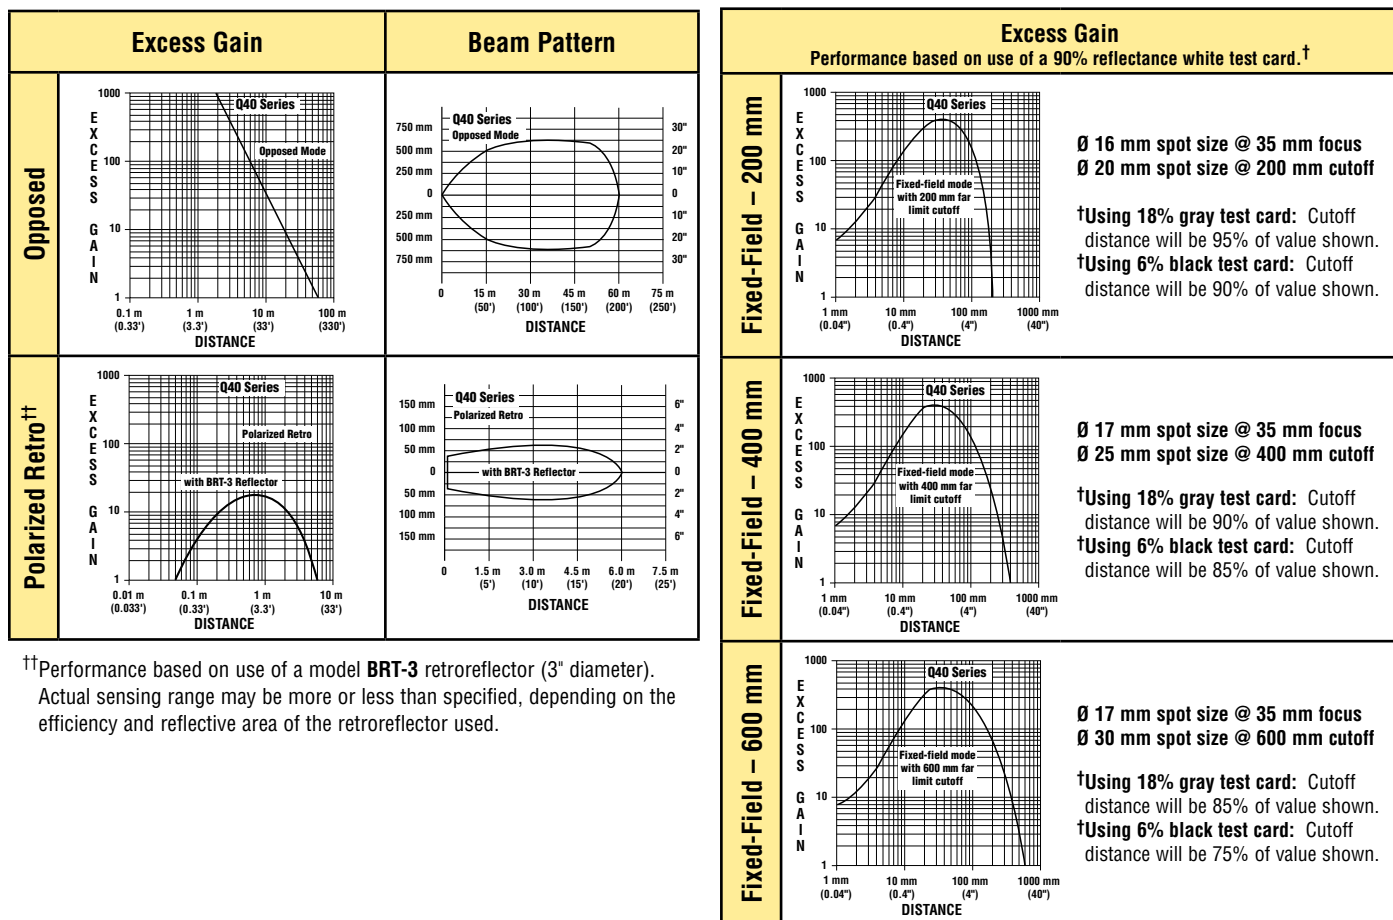 Excess Gain
Beam Pattern
Opposed
EXCESS GAIN
1000
100
10
1
Q40 Series
Opposed Mode
0.1 m 1 m 10 m 100 m
(0.33') (3.3') (33') (330')
DISTANCE
Q40 Series
Opposed Mode
750 mm 30"
500 mm 20"
250 mm 10"
0 0
250 mm 10"
500 mm 20"
750 mm 30"
0 15 m 30 m 45 m 60 m 75 m
(50') (100') (150') (200') (250')
DISTANCE
Polarized Retro††
EXCESS GAIN
1000
100
10
1
Q40 Series
Polarized Retro
with BRT-3 Reflector
0.01 m 0.1 m 1 m 10 m
(0.033') (0.33') (3.3') (33')
DISTANCE
Q40 Series
Polarized Retro
with BRT-3 Reflector
150 mm 6"
100 mm 4"
50 mm 2"
0 0
50 mm 2"
100 mm 4"
150 mm 6"
0 1.5 m 3.0 m 4.5 m 6.0 m 7.5 m
(5') (10') (15') (20') (25')
DISTANCE
††Performance based on use of a model BRT-3 retroreflector (3" diameter).
Actual sensing range may be more or less than specified, depending on the
efficiency and reflective area of the retroreflector used.
Excess Gain
Performance based on use of a 90% reflectance white test card.†
Fixed-Field – 200 mm
EXCESS GAIN
1000
100
10
1
Q40 Series
Fixed-field mode
with 200 mm far
limit cutoff
1 mm 10 mm 100 mm 1000 mm
(0.04") (0.4") (4") (40")
DISTANCE
Ø 16 mm spot size @ 35 mm focus
Ø 20 mm spot size @ 200 mm cutoff
†Using 18% gray test card: Cutoff
distance will be 95% of value shown.
†Using 6% black test card: Cutoff
distance will be 90% of value shown.
Fixed-Field – 400 mm
EXCESS GAIN
1000
100
10
1
Q40 Series
Fixed-field mode
with 400 mm far
limit cutoff
1 mm 10 mm 100 mm 1000 mm
(0.04") (0.4") (4") (40")
DISTANCE
Ø 17 mm spot size @ 35 mm focus
Ø 25 mm spot size @ 400 mm cutoff
†Using 18% gray test card: Cutoff
distance will be 90% of value shown.
†Using 6% black test card: Cutoff
distance will be 85% of value shown.
Fixed-Field – 600 mm
EXCESS GAIN
1000
100
10
1
Q40 Series
Fixed-field mode
with 600 mm far
limit cutoff
1 mm 10 mm 100 mm 1000 mm
(0.04") (0.4") (4") (40")
DISTANCE
Ø 17 mm spot size @ 35 mm focus
Ø 30 mm spot size @ 600 mm cutoff
†Using 18% gray test card: Cutoff
distance will be 85% of value shown.
†Using 6% black test card: Cutoff
distance will be 75% of value shown.